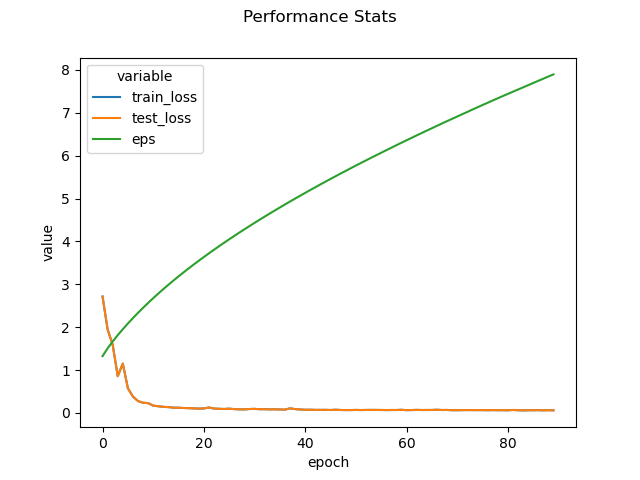 Performance Stats
variable
train_loss
test_loss
eps
8
7
6
5
4
3
2
1
0
value
0 20 40 60 80
epoch